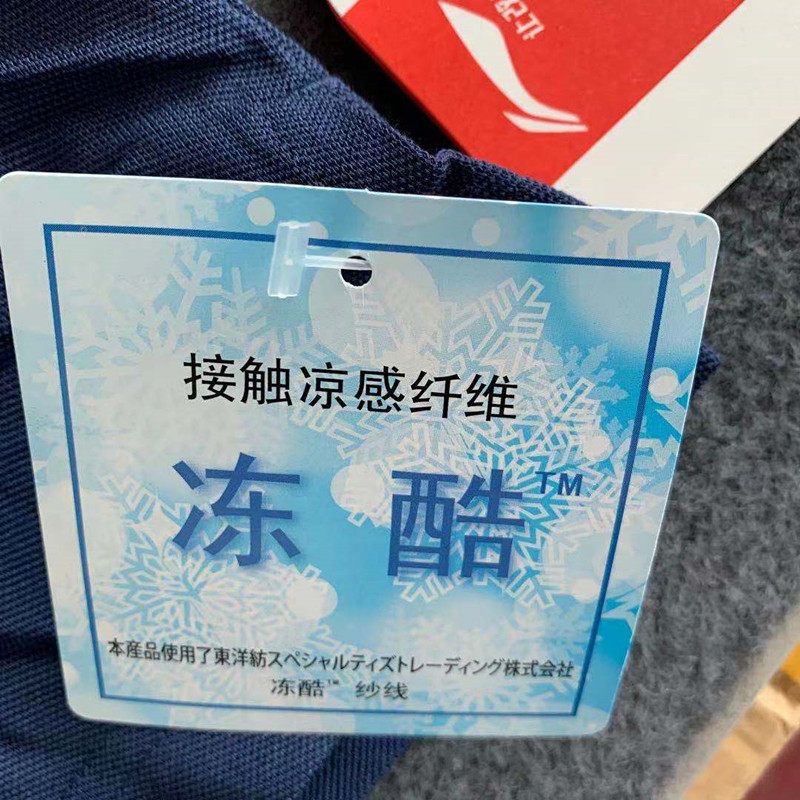 接触凉感纤维
冻 酷™
本産品使用了東洋紡スペシャルティズトレーディング株式会社
冻酷™ 纱线